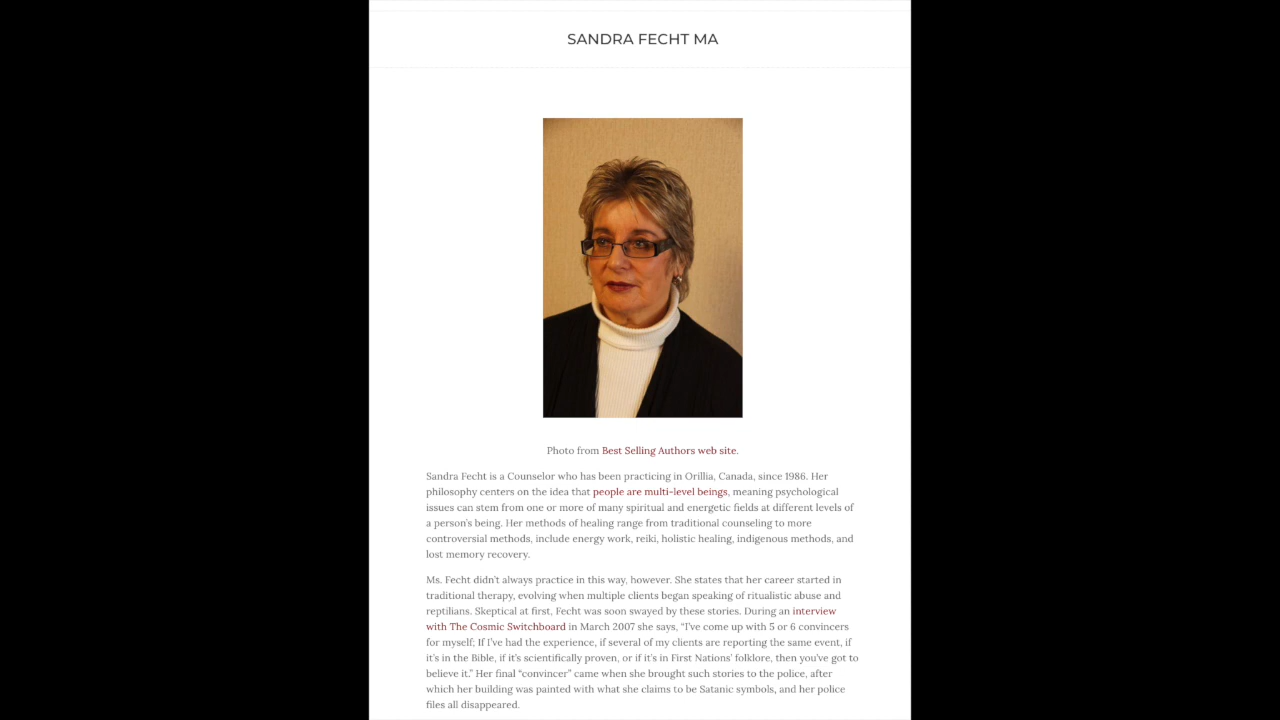 SANDRA FECHT MA
Photo from Best Selling Authors web site.
Sandra Fecht is a Counselor who has been practicing in Orillia, Canada, since 1986. Her
philosophy centers on the idea that people are multi-level beings, meaning psychological
issues can stem from one or more of many spiritual and energetic fields at different levels of
a person's being. Her methods of healing range from traditional counseling to more
controversial methods, include energy work, reiki, holistic healing, indigenous methods, and
lost memory recovery.
Ms. Fecht didn't always practice in this way, however. She states that her career started in
traditional therapy, evolving when multiple clients began speaking of ritualistic abuse and
reptilians. Skeptical at first, Fecht was soon swayed by these stories. During an interview
with The Cosmic Switchboard in March 2007 she says, “I've come up with 5 or 6 convincers
for myself; If I've had the experience, if several of my clients are reporting the same event, if
it's in the Bible, if it's scientifically proven, or if it's in First Nations' folklore, then you've got to
believe it.” Her final “convincer” came when she brought such stories to the police, after
which her building was painted with what she claims to be Satanic symbols, and her police
files all disappeared.